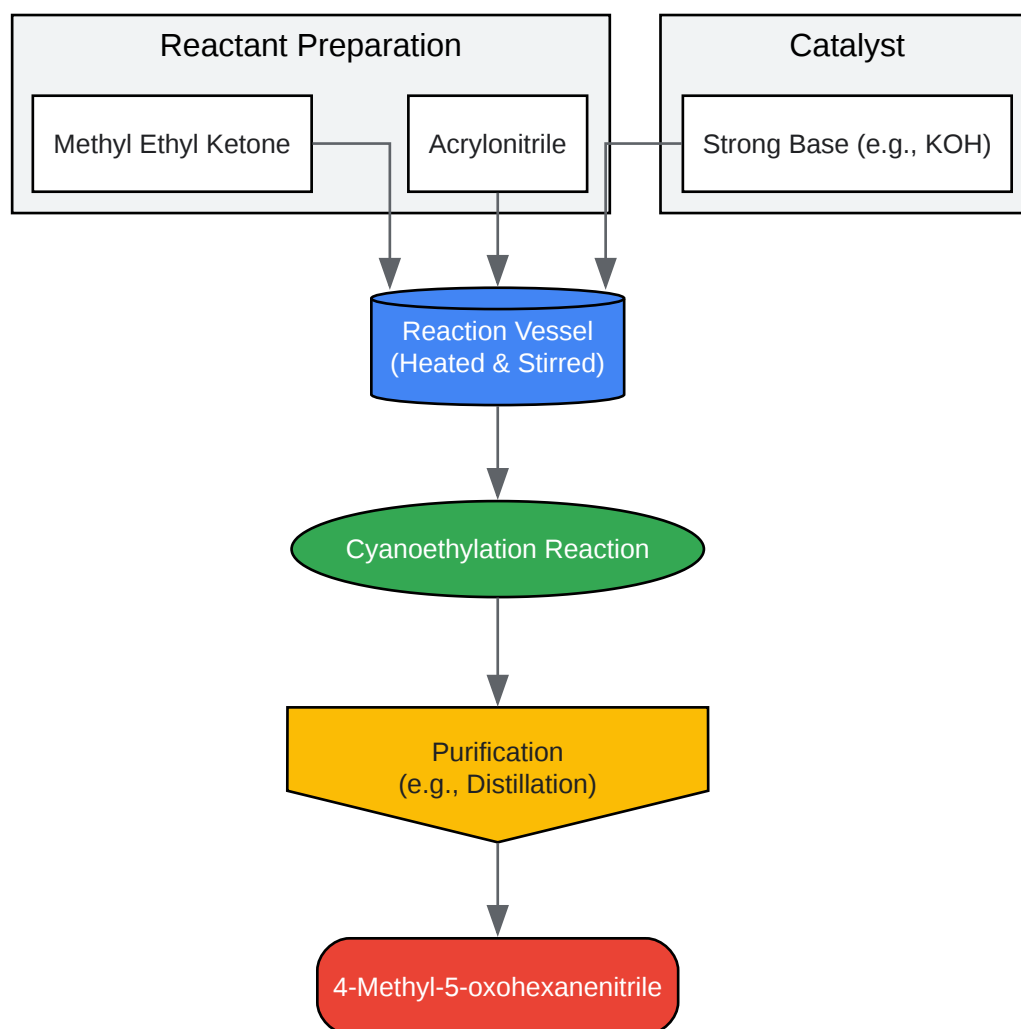 Reactant Preparation
Catalyst
Methyl Ethyl Ketone
Acrylonitrile
Strong Base (e.g., KOH)
Reaction Vessel
(Heated & Stirred)
Cyanoethylation Reaction
Purification
(e.g., Distillation)
4-Methyl-5-oxohexanenitrile